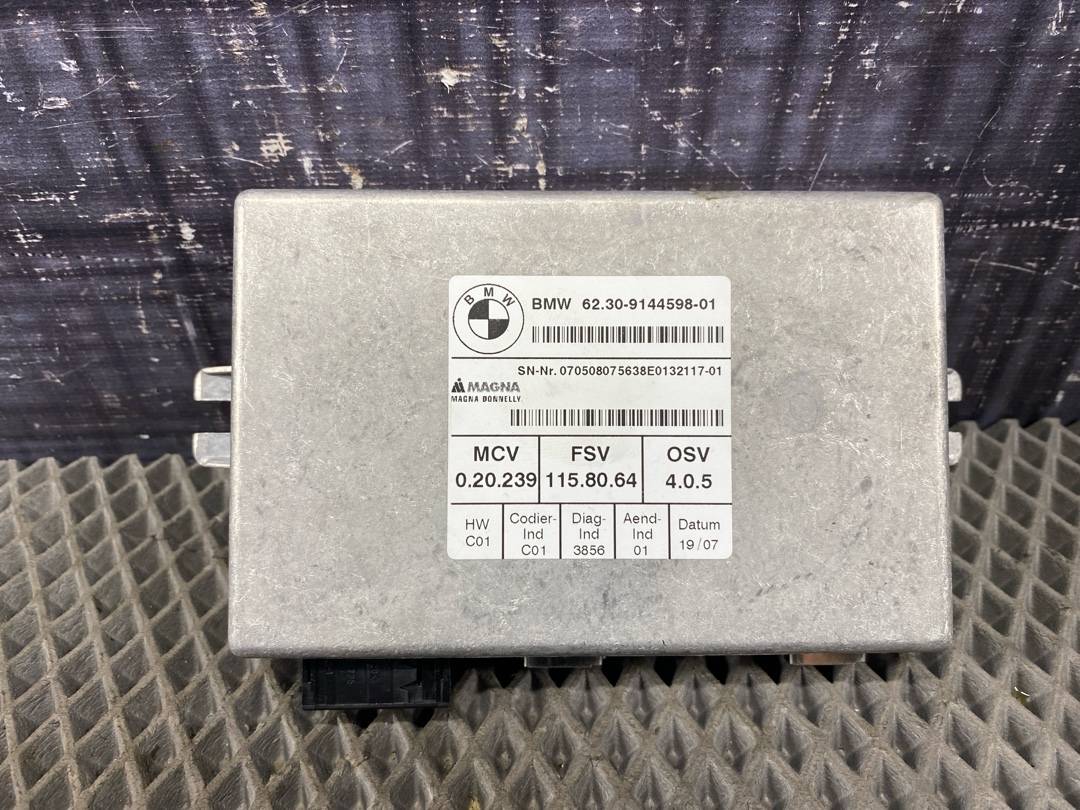 BMW
BMW 62.30-9144598-01
SN-Nr. 070508075638E0132117-01
MAGNA
MAGNA DONNELLY
MCV FSV OSV
0.20.239 115.80.64 4.0.5
HW Codier- Diag- Aend- Datum
C01 Ind Ind Ind 19/07
C01 3856 01